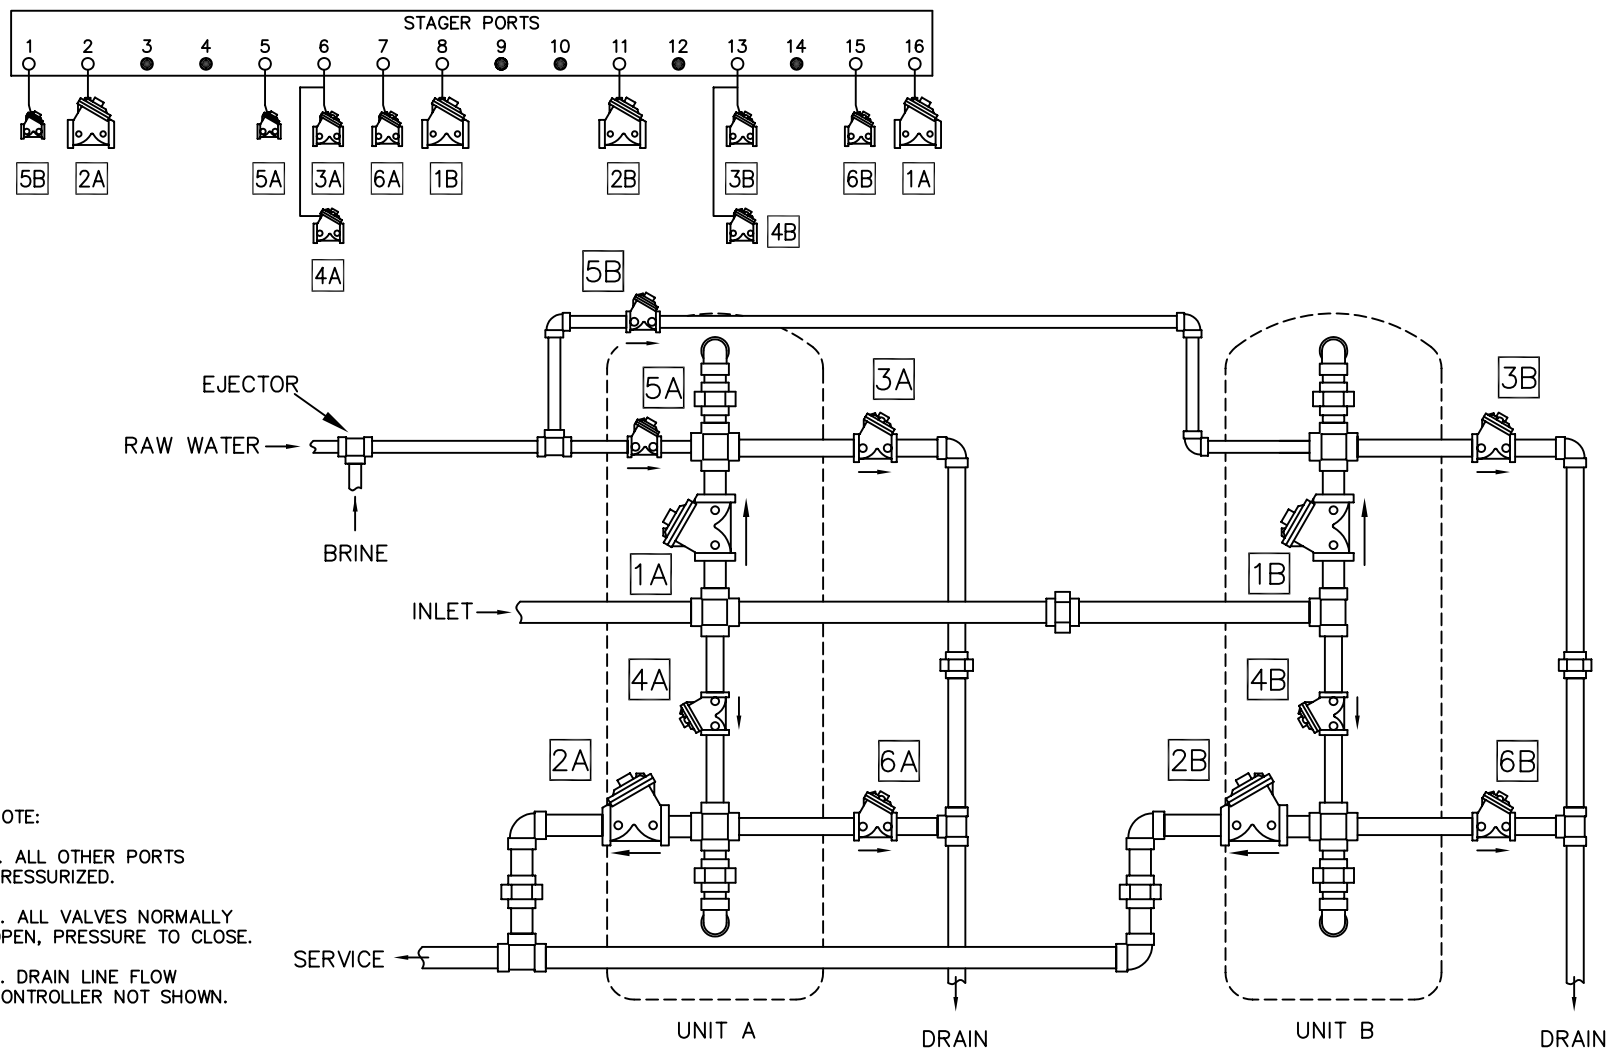 STAGER PORTS
1 2 3 4 5 6 7 8 9 10 11 12 13 14 15 16
5B 2A 5A 3A 6A 1B 2B 3B 6B 1A
4B
4A
5B
5A 3A 3B
EJECTOR
RAW WATER
BRINE
1A 1B
INLET
4A 4B
2A 6A 2B 6B
OTE:
. ALL OTHER PORTS
RESSURIZED.
. ALL VALVES NORMALLY
OPEN, PRESSURE TO CLOSE.
SERVICE
. DRAIN LINE FLOW
ONTROLLER NOT SHOWN.
UNIT A DRAIN UNIT B DRAIN